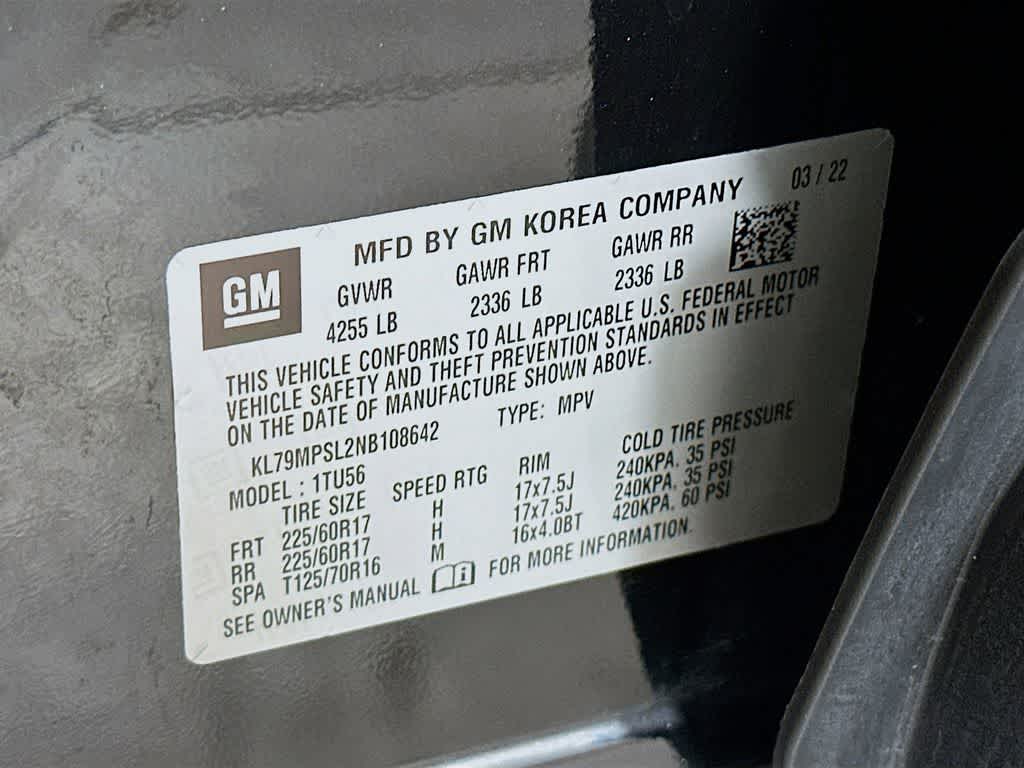 MFD BY GM KOREA COMPANY 03 / 22
GM
GVWR GAWR FRT GAWR RR
4255 LB 2336 LB 2336 LB
THIS VEHICLE CONFORMS TO ALL APPLICABLE U.S. FEDERAL MOTOR
VEHICLE SAFETY AND THEFT PREVENTION STANDARDS IN EFFECT
ON THE DATE OF MANUFACTURE SHOWN ABOVE.
KL79MPSL2NB108642 TYPE: MPV
MODEL : 1TU56
TIRE SIZE SPEED RTG RIM COLD TIRE PRESSURE
FRT 225/60R17 H 17x7.5J 240KPA, 35 PSI
RR 225/60R17 H 17x7.5J 240KPA, 35 PSI
SPA T125/70R16 M 16x4.0BT 420KPA, 60 PSI
SEE OWNER'S MANUAL FOR MORE INFORMATION.